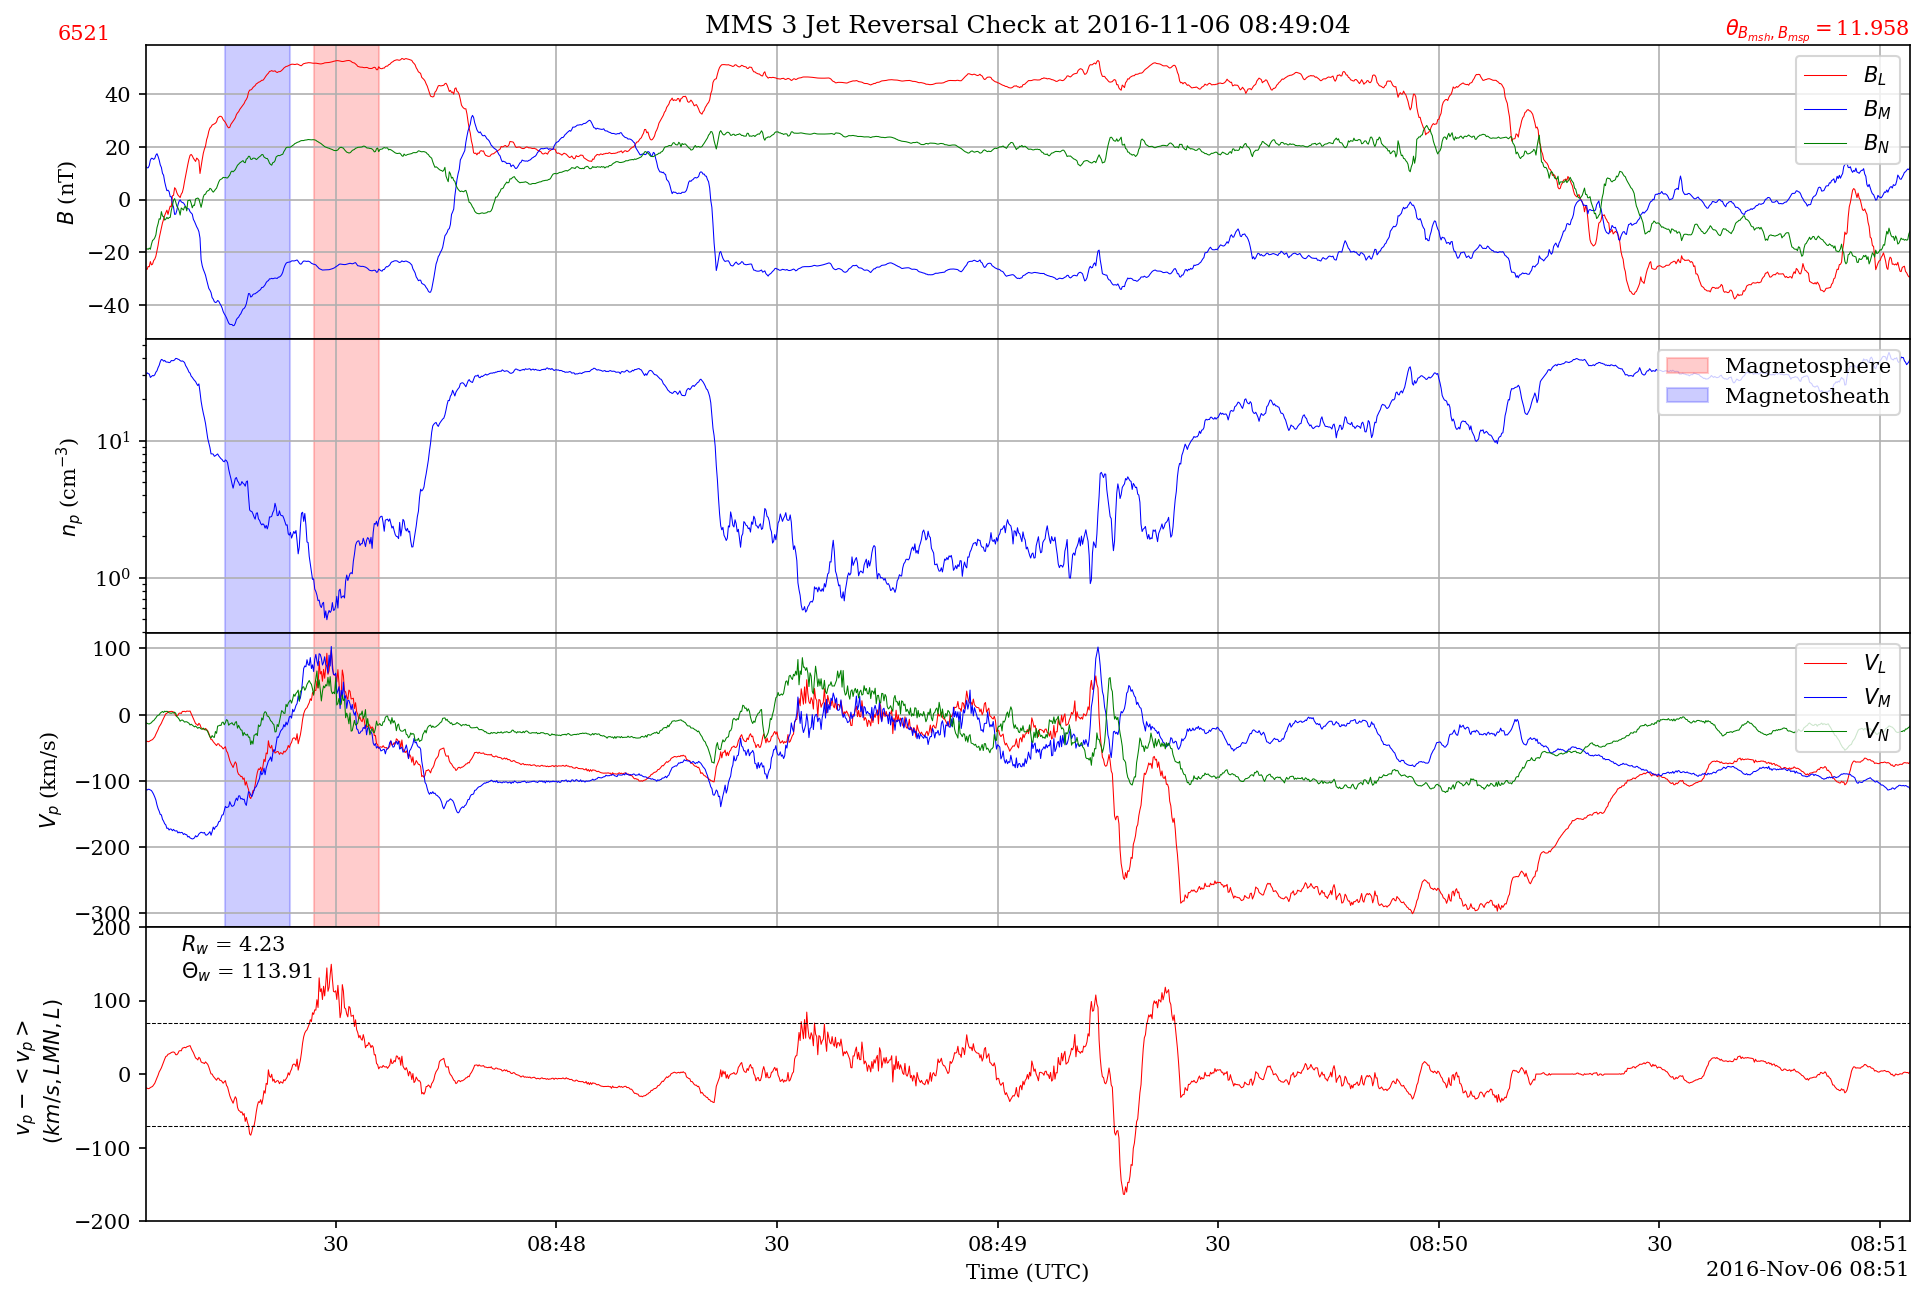 6521
MMS 3 Jet Reversal Check at 2016-11-06 08:49:04
θ_{B_{msh}, B_{msp}} = 11.958
B (nT)
40
20
0
−20
−40
B_L
B_M
B_N
n_p (cm^{−3})
10^1
10^0
Magnetosphere
Magnetosheath
V_p (km/s)
100
0
−100
−200
−300
V_L
V_M
V_N
v_p − < v_p >
(km/s, LMN, L)
200
100
0
−100
−200
R_w = 4.23
Θ_w = 113.91
30
08:48
30
08:49
30
08:50
30
08:51
Time (UTC)
2016-Nov-06 08:51